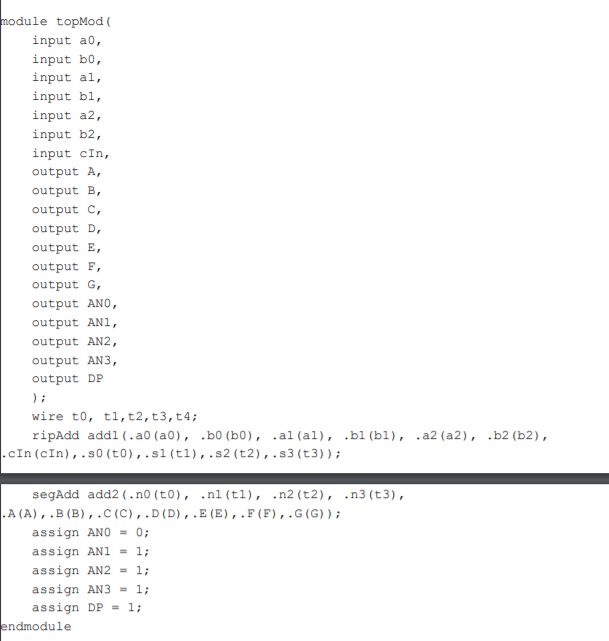 module topMod(
input a0,
input b0,
input a1,
input b1,
input a2,
input b2,
input cIn,
output A,
output B,
output C,
output D,
output E,
output F,
output G,
output AN0,
output AN1,
output AN2,
output AN3,
output DP
);
wire t0, t1,t2,t3,t4;
ripAdd add1(.a0(a0), .b0(b0), .a1(a1), .b1(b1), .a2(a2), .b2(b2),
.cIn(cIn),.s0(t0),.s1(t1),.s2(t2),.s3(t3));
segAdd add2(.n0(t0), .n1(t1), .n2(t2), .n3(t3),
.A(A),.B(B),.C(C),.D(D),.E(E),.F(F),.G(G));
assign AN0 = 0;
assign AN1 = 1;
assign AN2 = 1;
assign AN3 = 1;
assign DP = 1;
endmodule